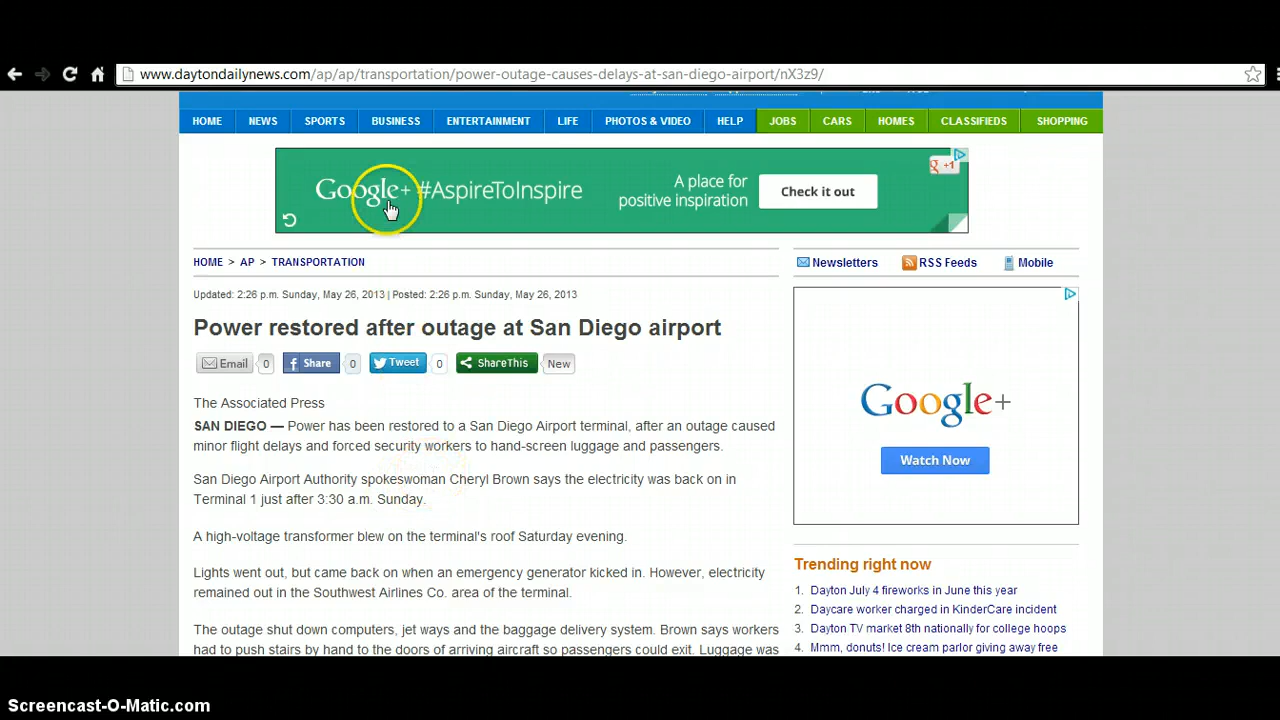 www.daytondailynews.com/ap/ap/transportation/power-outage-causes-delays-at-san-diego-airport/nX3z9/
HOME NEWS SPORTS BUSINESS ENTERTAINMENT LIFE PHOTOS & VIDEO HELP JOBS CARS HOMES CLASSIFIEDS SHOPPING
Google+ #AspireToInspire
A place for
positive inspiration
Check it out
g +1
HOME > AP > TRANSPORTATION
Newsletters RSS Feeds Mobile
Updated: 2:26 p.m. Sunday, May 26, 2013 | Posted: 2:26 p.m. Sunday, May 26, 2013
Power restored after outage at San Diego airport
Email 0 f Share 0 Tweet 0 ShareThis New
The Associated Press
SAN DIEGO — Power has been restored to a San Diego Airport terminal, after an outage caused
minor flight delays and forced security workers to hand-screen luggage and passengers.
San Diego Airport Authority spokeswoman Cheryl Brown says the electricity was back on in
Terminal 1 just after 3:30 a.m. Sunday.
A high-voltage transformer blew on the terminal's roof Saturday evening.
Lights went out, but came back on when an emergency generator kicked in. However, electricity
remained out in the Southwest Airlines Co. area of the terminal.
The outage shut down computers, jet ways and the baggage delivery system. Brown says workers
had to push stairs by hand to the doors of arriving aircraft so passengers could exit. Luggage was
Google+
Watch Now
Trending right now
1. Dayton July 4 fireworks in June this year
2. Daycare worker charged in KinderCare incident
3. Dayton TV market 8th nationally for college hoops
4. Mmm, donuts! Ice cream parlor giving away free
Screencast-O-Matic.com